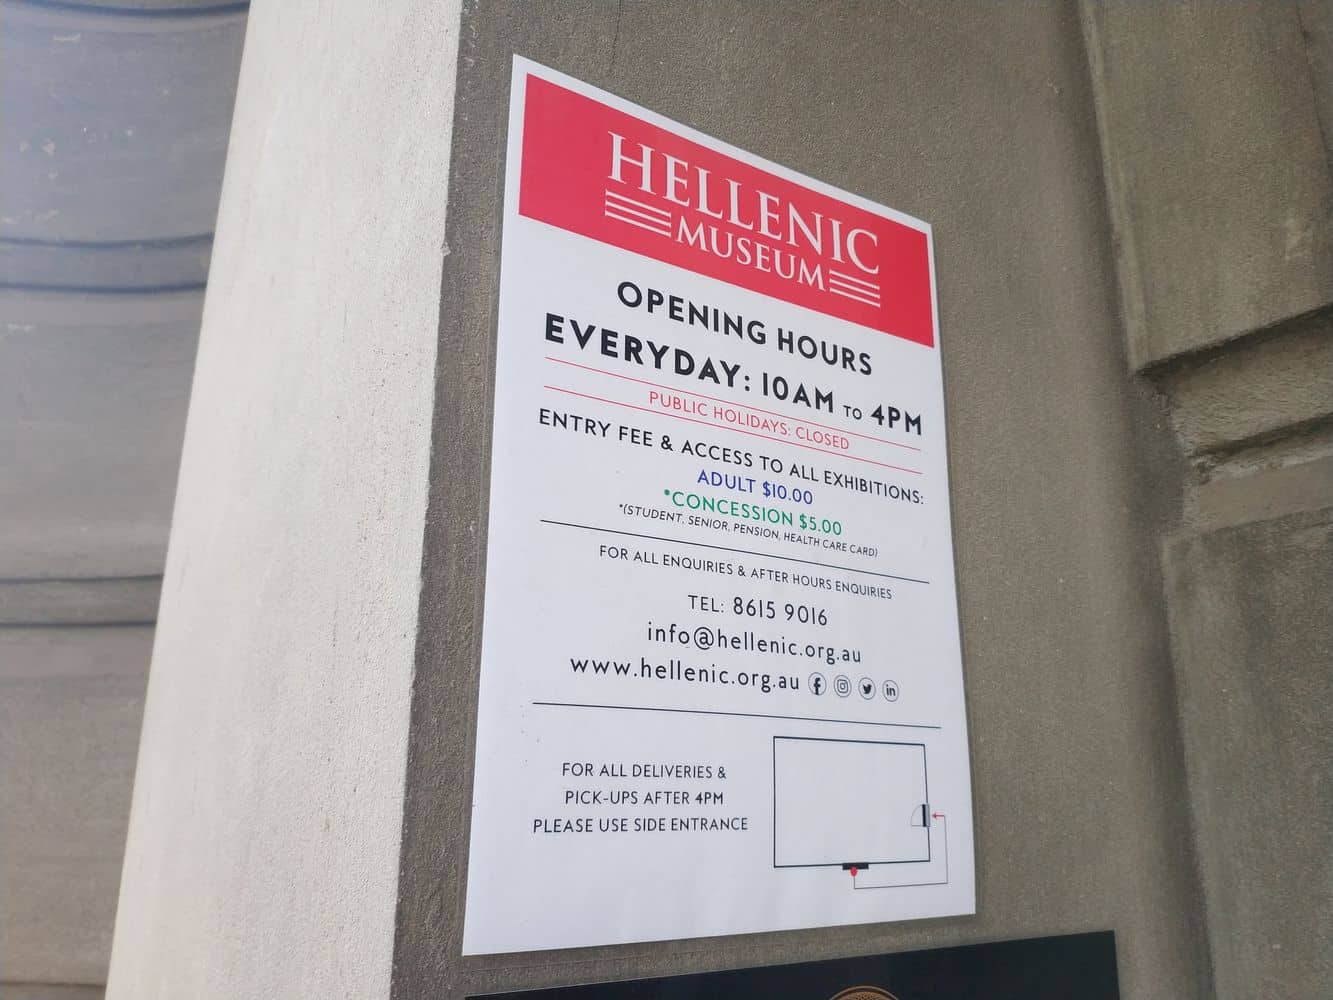 HELLENIC
MUSEUM
OPENING HOURS
EVERYDAY: 10AM TO 4PM
PUBLIC HOLIDAYS: CLOSED
ENTRY FEE & ACCESS TO ALL EXHIBITIONS:
ADULT $10.00
*CONCESSION $5.00
*(STUDENT, SENIOR, PENSION, HEALTH CARE CARD)
FOR ALL ENQUIRIES & AFTER HOURS ENQUIRIES
TEL: 8615 9016
info@hellenic.org.au
www.hellenic.org.au
FOR ALL DELIVERIES &
PICK-UPS AFTER 4PM
PLEASE USE SIDE ENTRANCE